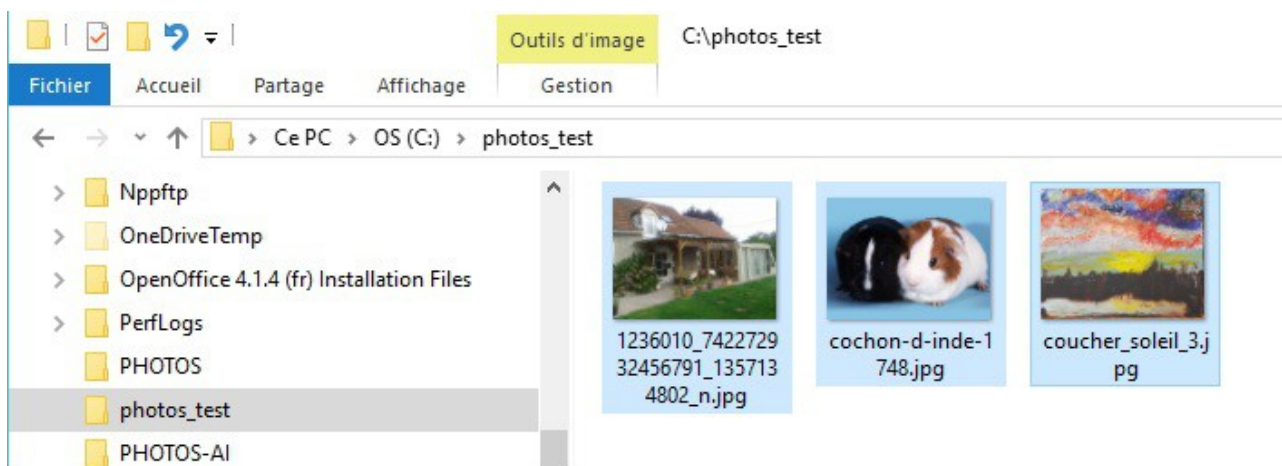 Outils d'image C:\photos_test
Fichier Accueil Partage Affichage Gestion
Ce PC > OS (C:) > photos_test
Nppftp
OneDriveTemp
OpenOffice 4.1.4 (fr) Installation Files
PerfLogs
PHOTOS
photos_test
PHOTOS-AI
1236010_7422729
32456791_135713
4802_n.jpg
cochon-d-inde-1
748.jpg
coucher_soleil_3.j
pg